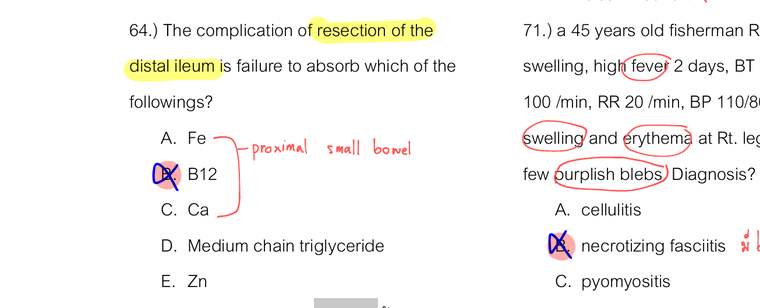 64.) The complication of resection of the
distal ileum is failure to absorb which of the
followings?
A. Fe
proximal small bowel
B. B12
C. Ca
D. Medium chain triglyceride
E. Zn
71.) a 45 years old fisherman R
swelling, high fever 2 days, BT
100 /min, RR 20 /min, BP 110/8
swelling and erythema at Rt. leg
few purplish blebs Diagnosis?
A. cellulitis
B. necrotizing fasciitis
C. pyomyositis